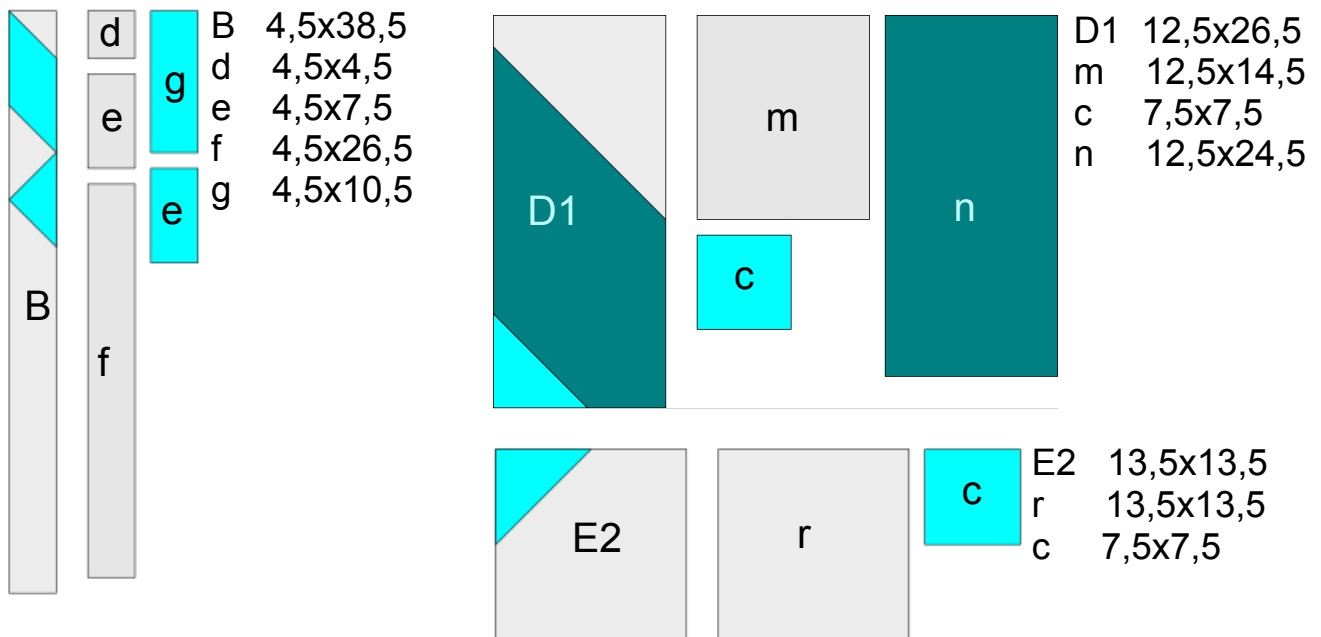 d
g
e
e
B
f
B 4,5x38,5
d 4,5x4,5
e 4,5x7,5
f 4,5x26,5
g 4,5x10,5
D1
m
c
n
D1 12,5x26,5
m 12,5x14,5
c 7,5x7,5
n 12,5x24,5
E2
r
c
E2 13,5x13,5
r 13,5x13,5
c 7,5x7,5